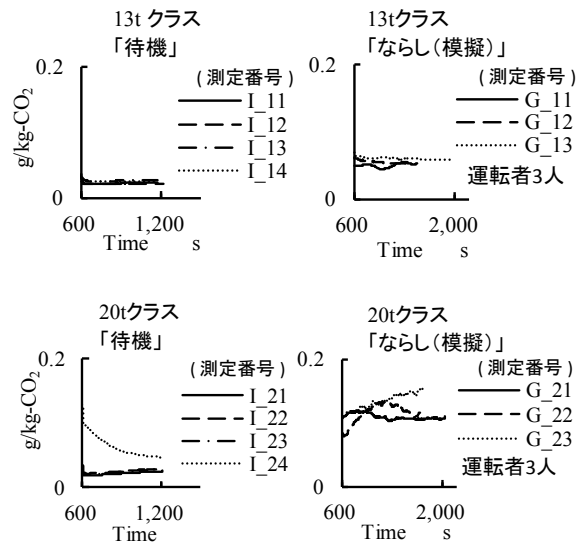 13t クラス
「待機」
(測定番号)
I_11
I_12
I_13
I_14
g/kg-CO2
0.2
0
600
1,200
Time s
13tクラス
「ならし(模擬)」
(測定番号)
G_11
G_12
G_13
運転者3人
0.2
0
600
2,000
Time s
20tクラス
「待機」
(測定番号)
I_21
I_22
I_23
I_24
g/kg-CO2
0.2
0
600
1,200
Time s
20tクラス
「ならし(模擬)」
(測定番号)
G_21
G_22
G_23
運転者3人
0.2
0
600
2,000
Time s